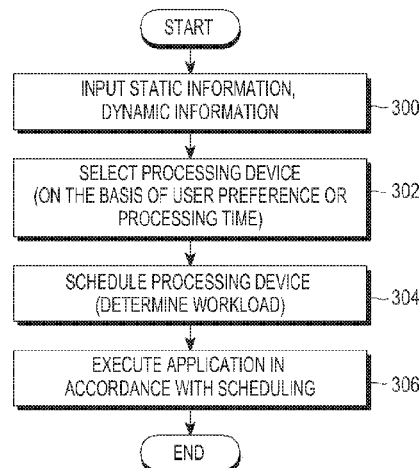 START
INPUT STATIC INFORMATION,
DYNAMIC INFORMATION
300
SELECT PROCESSING DEVICE
(ON THE BASIS OF USER PREFERENCE OR
PROCESSING TIME)
302
SCHEDULE PROCESSING DEVICE
(DETERMINE WORKLOAD)
304
EXECUTE APPLICATION IN
ACCORDANCE WITH SCHEDULING
306
END